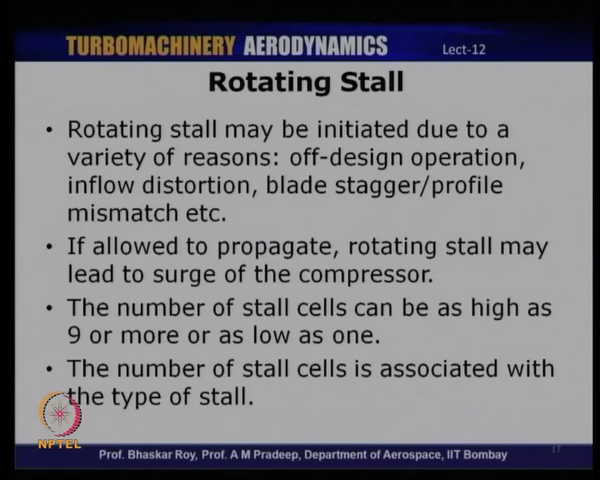 TURBOMACHINERY AERODYNAMICS Lect-12
Rotating Stall
• Rotating stall may be initiated due to a
variety of reasons: off-design operation,
inflow distortion, blade stagger/profile
mismatch etc.
• If allowed to propagate, rotating stall may
lead to surge of the compressor.
• The number of stall cells can be as high as
9 or more or as low as one.
• The number of stall cells is associated with
the type of stall.
NPTEL
Prof. Bhaskar Roy, Prof. A M Pradeep, Department of Aerospace, IIT Bombay
17